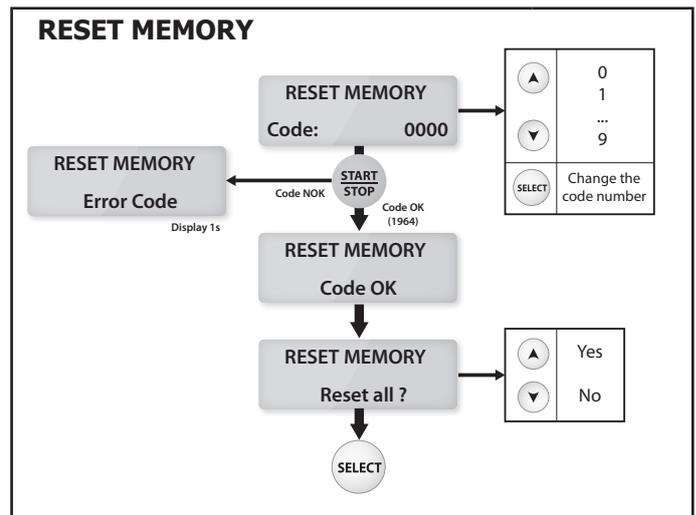 RESET MEMORY
RESET MEMORY
Code: 0000
0
1
...
9
SELECT
Change the
code number
RESET MEMORY
Error Code
Display 1s
Code NOK
START
STOP
Code OK
(1964)
RESET MEMORY
Code OK
RESET MEMORY
Reset all ?
Yes
No
SELECT